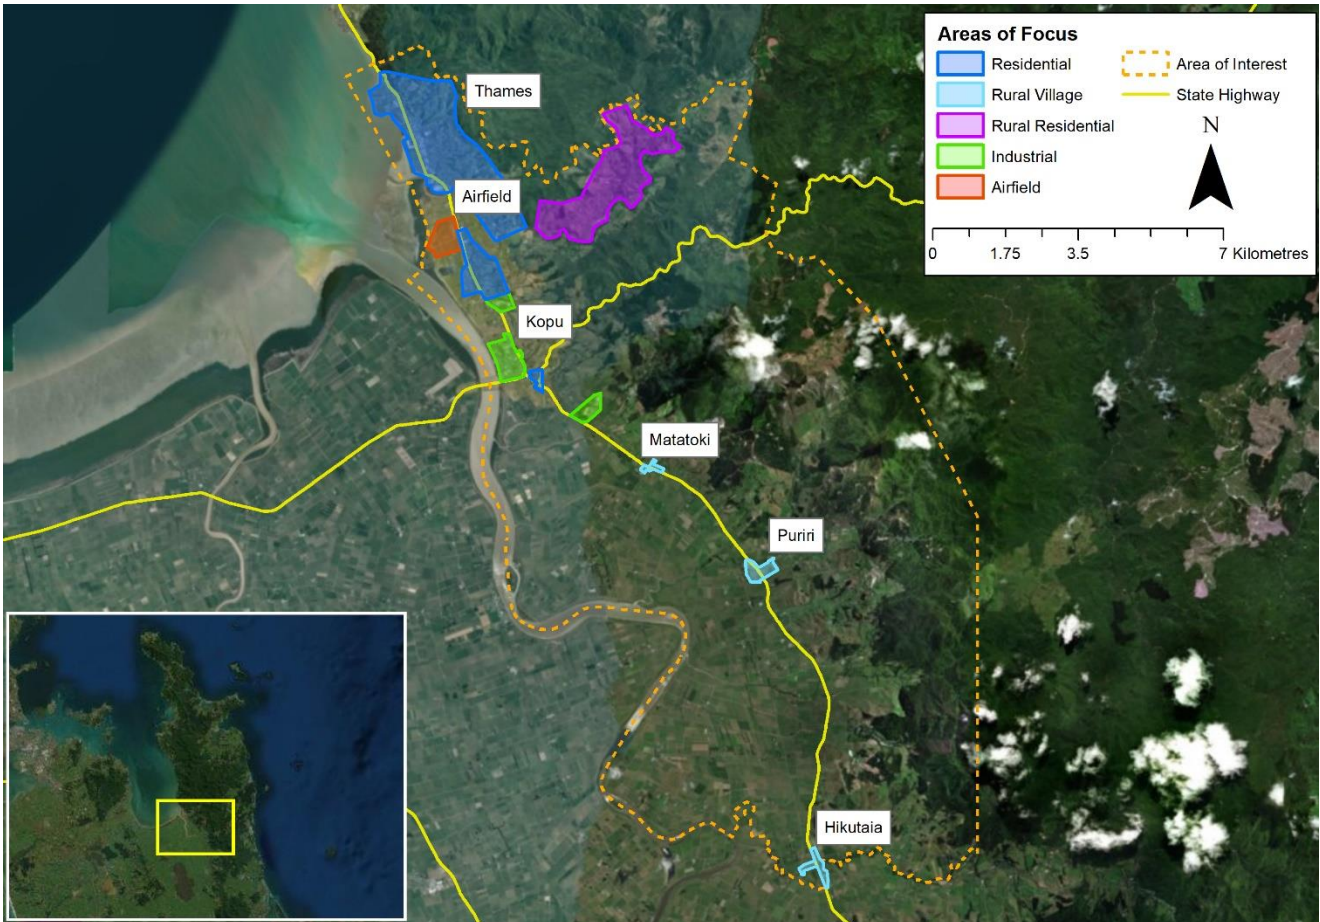 Areas of Focus
Residential
Rural Village
Rural Residential
Industrial
Airfield
Area of Interest
State Highway
N
0 1.75 3.5 7 Kilometres
Thames
Airfield
Kopu
Matatoki
Puriri
Hikutaia